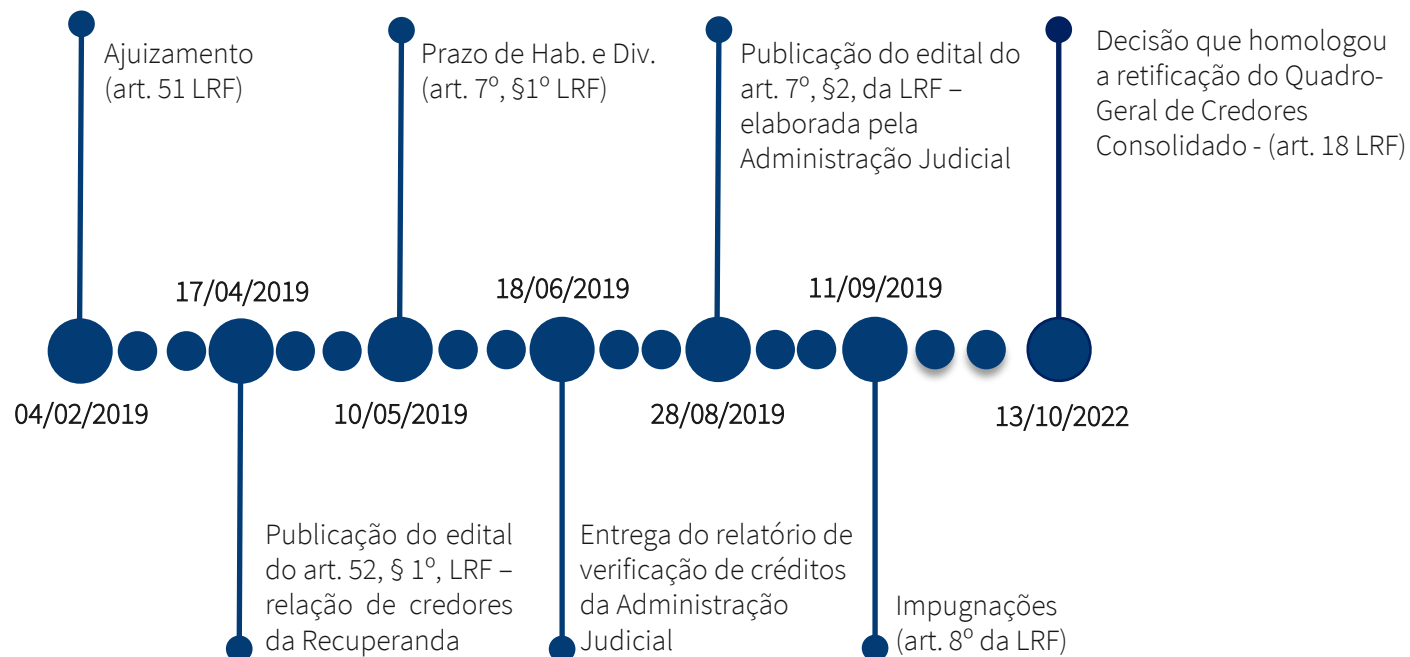 Ajuizamento
(art. 51 LRF)
Prazo de Hab. e Div.
(art. 7º, §1º LRF)
Publicação do edital do
art. 7º, §2, da LRF –
elaborada pela
Administração Judicial
Decisão que homologou
a retificação do Quadro-
Geral de Credores
Consolidado - (art. 18 LRF)
17/04/2019
18/06/2019
11/09/2019
04/02/2019
10/05/2019
28/08/2019
13/10/2022
Publicação do edital
do art. 52, § 1º, LRF –
relação de credores
da Recuperanda
Entrega do relatório de
verificação de créditos
da Administração
Judicial
Impugnações
(art. 8º da LRF)